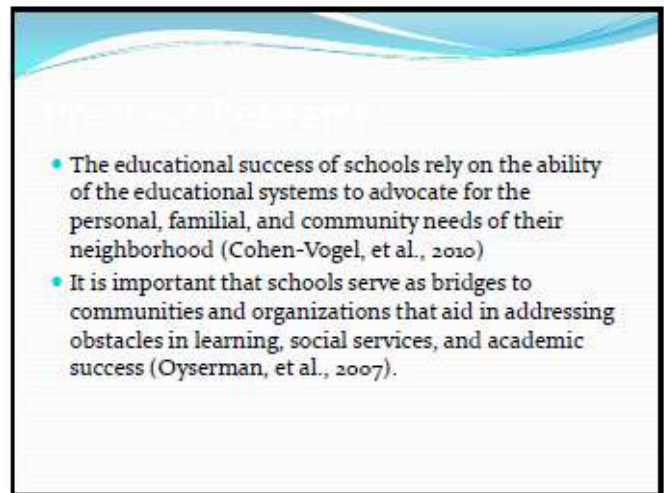 The educational success of schools rely on the ability
of the educational systems to advocate for the
personal, familial, and community needs of their
neighborhood (Cohen-Vogel, et al., 2010)
It is important that schools serve as bridges to
communities and organizations that aid in addressing
obstacles in learning, social services, and academic
success (Oyserman, et al., 2007).